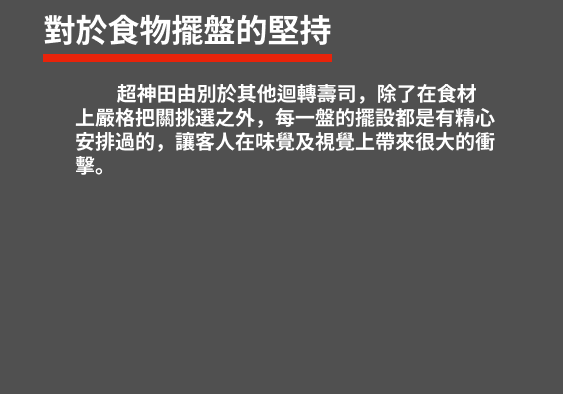 對於食物擺盤的堅持
超神田由別於其他迴轉壽司，除了在食材
上嚴格把關挑選之外，每一盤的擺設都是有精心
安排過的，讓客人在味覺及視覺上帶來很大的衝
擊。